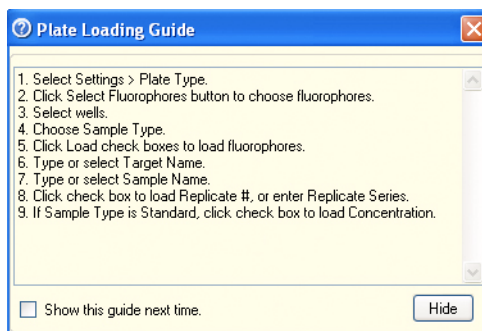 Plate Loading Guide
1. Select Settings > Plate Type.
2. Click Select Fluorophores button to choose fluorophores.
3. Select wells.
4. Choose Sample Type.
5. Click Load check boxes to load fluorophores.
6. Type or select Target Name.
7. Type or select Sample Name.
8. Click check box to load Replicate #, or enter Replicate Series.
9. If Sample Type is Standard, click check box to load Concentration.
Show this guide next time.
Hide